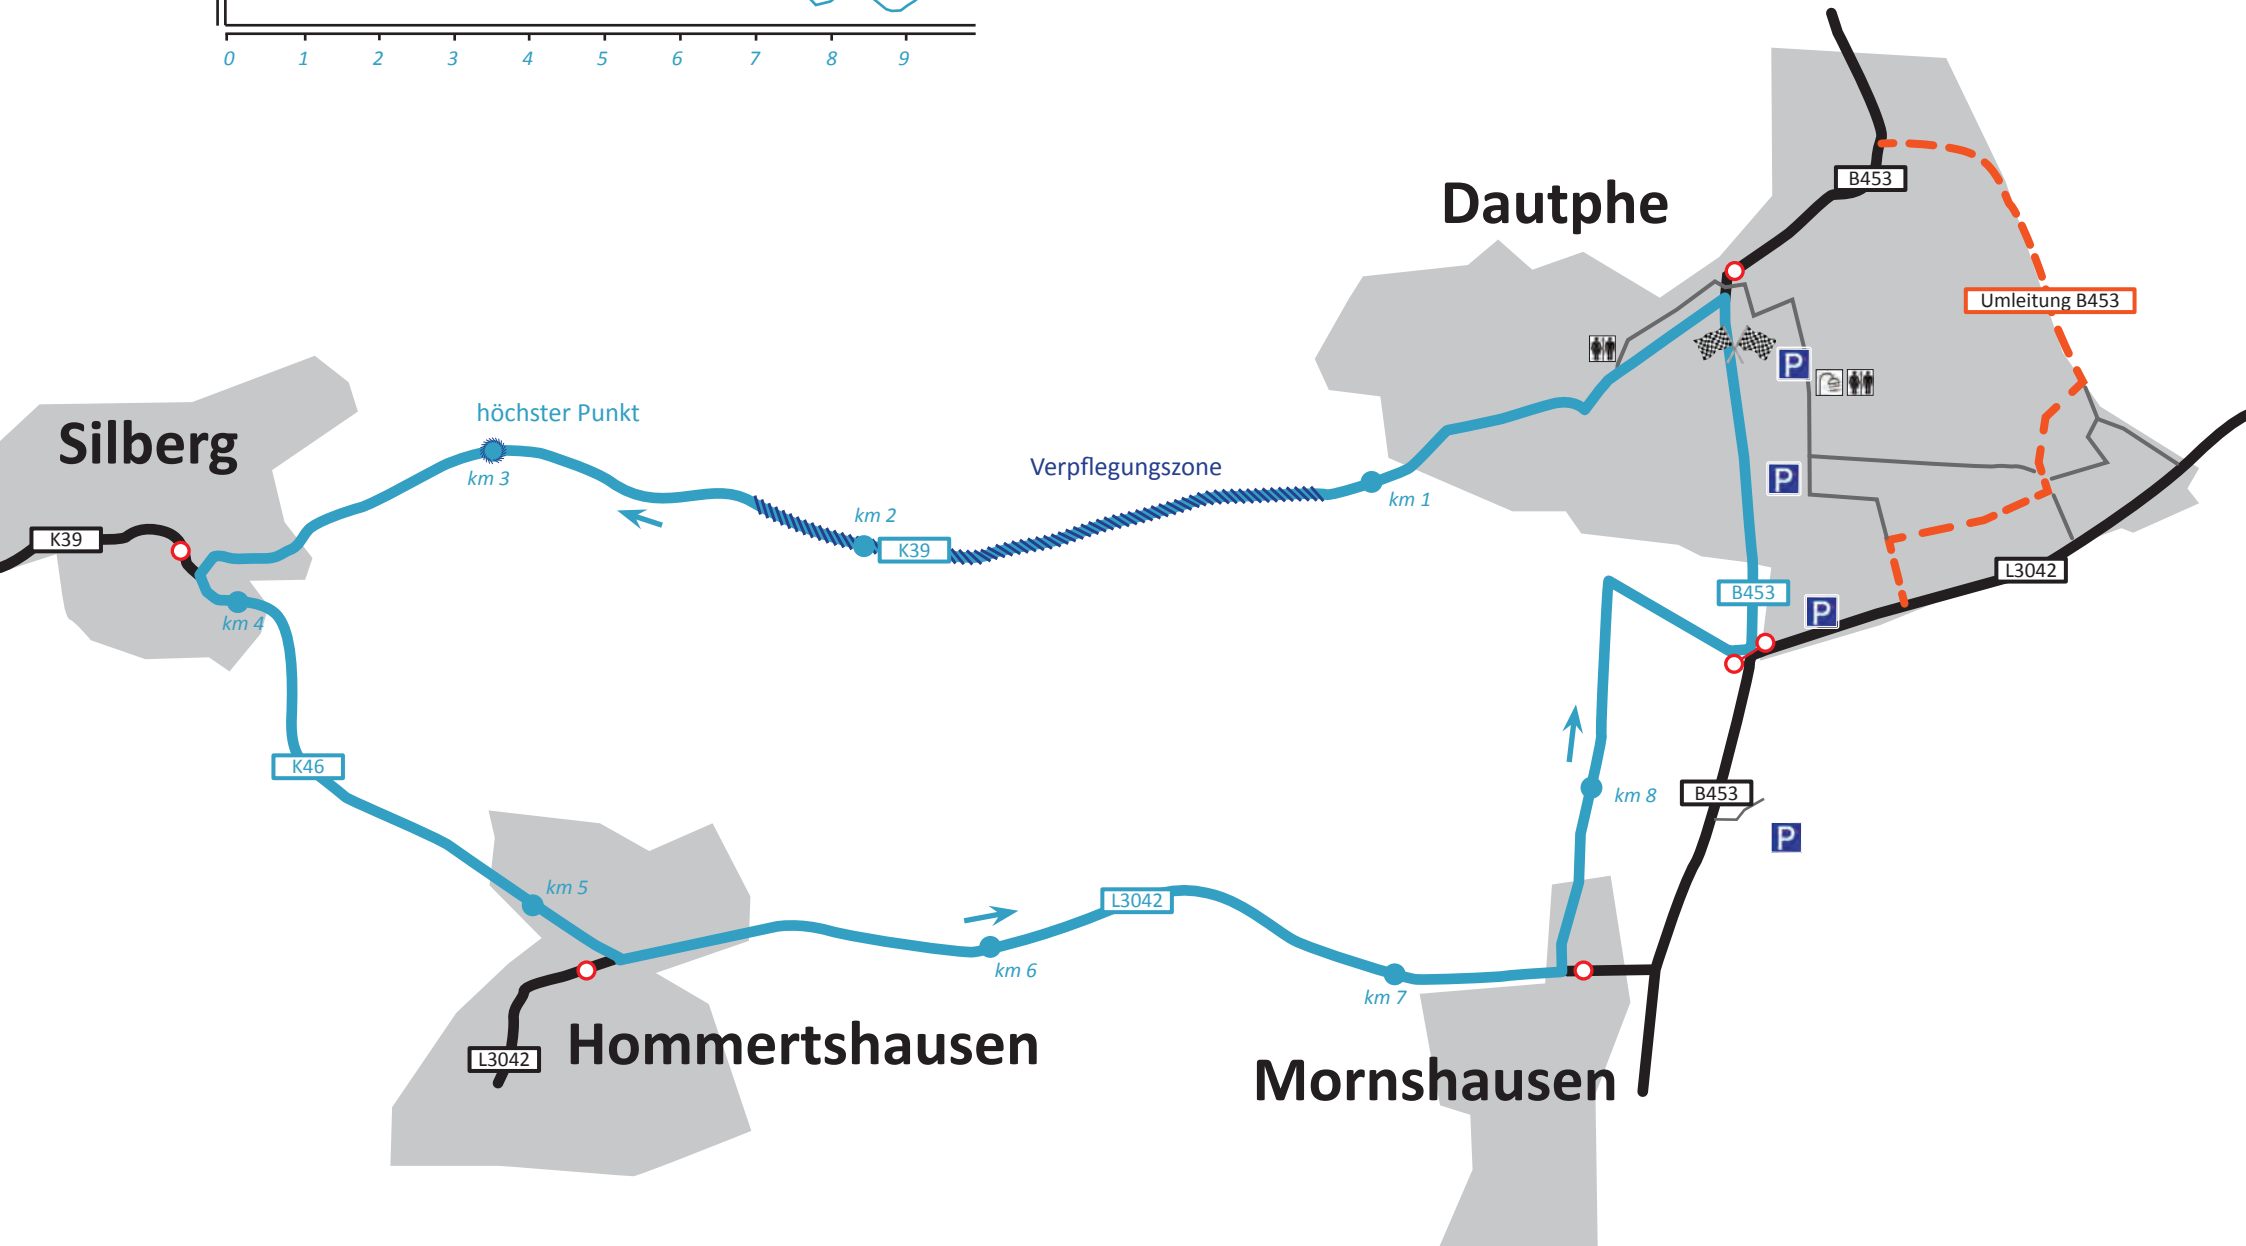 0 1 2 3 4 5 6 7 8 9
B453
Dautphe
Umleitung B453
P
höchster Punkt
Silberg
Verpflegungszone
km 3
P
km 1
km 2
K39
K39
L3042
B453
P
km 4
K46
B453
km 8
P
km 5
L3042
km 6
km 7
Hommertshausen
L3042
Mornshausen